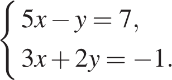 5x − y = 7,
3x + 2y = −1.